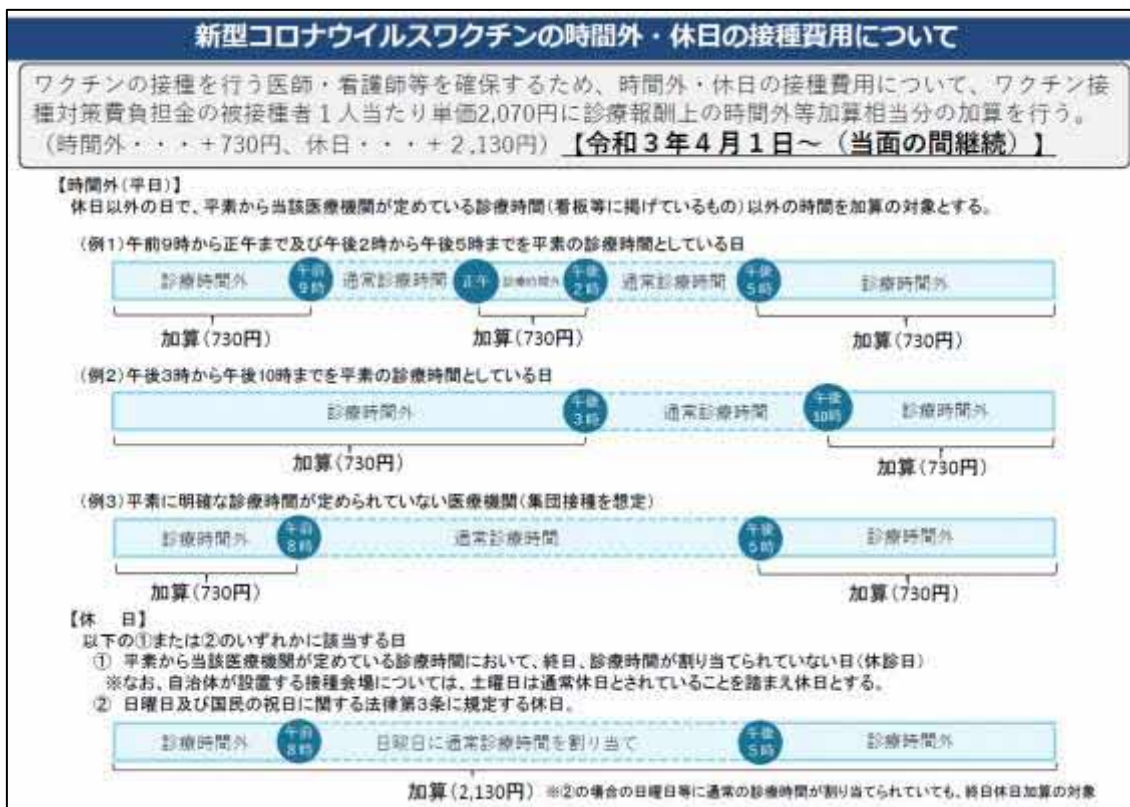 新型コロナウイルスワクチンの時間外・休日の接種費用について
ワクチンの接種を行う医師・看護師等を確保するため、時間外・休日の接種費用について、ワクチン接
種対策費負担金の被接種者１人当たり単価2,070円に診療報酬上の時間外等加算相当分の加算を行う。
（時間外・・・＋730円、休日・・・＋2,130円）【令和３年４月１日～（当面の間継続）】
【時間外（平日）】
休日以外の日で、平素から当該医療機関が定めている診療時間（看板等に掲げているもの）以外の時間を加算の対象とする。
（例１）午前９時から正午まで及び午後２時から午後５時までを平素の診療時間としている日
診療時間外 午前9時 通常診療時間 正午 診療時間外 午後2時 通常診療時間 午後5時 診療時間外
加算（730円） 加算（730円） 加算（730円）
（例２）午後３時から午後10時までを平素の診療時間としている日
診療時間外 午後3時 通常診療時間 午後10時 診療時間外
加算（730円） 加算（730円）
（例３）平素に明確な診療時間が定められていない医療機関（集団接種を想定）
診療時間外 午前8時 通常診療時間 午後5時 診療時間外
加算（730円） 加算（730円）
【休　日】
以下の①または②のいずれかに該当する日
① 平素から当該医療機関が定めている診療時間において、終日、診療時間が割り当てられていない日（休診日）
※なお、自治体が設置する接種会場については、土曜日は通常休日とされていることを踏まえ休日とする。
② 日曜日及び国民の祝日に関する法律第3条に規定する休日。
診療時間外 午前8時 日曜日に通常診療時間を割り当て 午後5時 診療時間外
加算（2,130円） ※②の場合の日曜日等に通常の診療時間が割り当てられていても、終日休日加算の対象